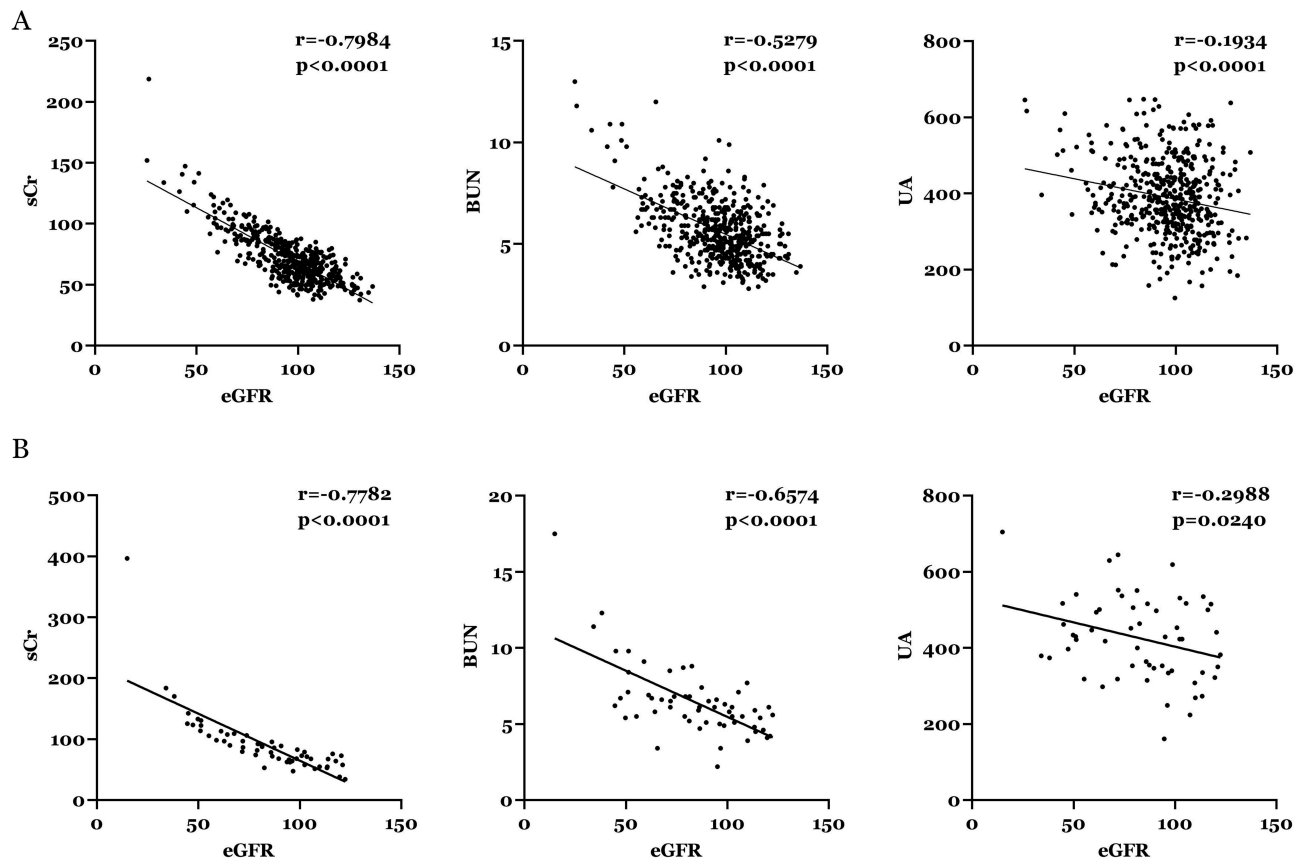 A
r=-0.7984
p<0.0001
250
200
150
100
50
0
sCr
0 50 100 150
eGFR
r=-0.5279
p<0.0001
15
10
5
0
BUN
0 50 100 150
eGFR
r=-0.1934
p<0.0001
800
600
400
200
0
UA
0 50 100 150
eGFR
B
r=-0.7782
p<0.0001
500
400
300
200
100
0
sCr
0 50 100 150
eGFR
r=-0.6574
p<0.0001
20
15
10
5
0
BUN
0 50 100 150
eGFR
r=-0.2988
p=0.0240
800
600
400
200
0
UA
0 50 100 150
eGFR